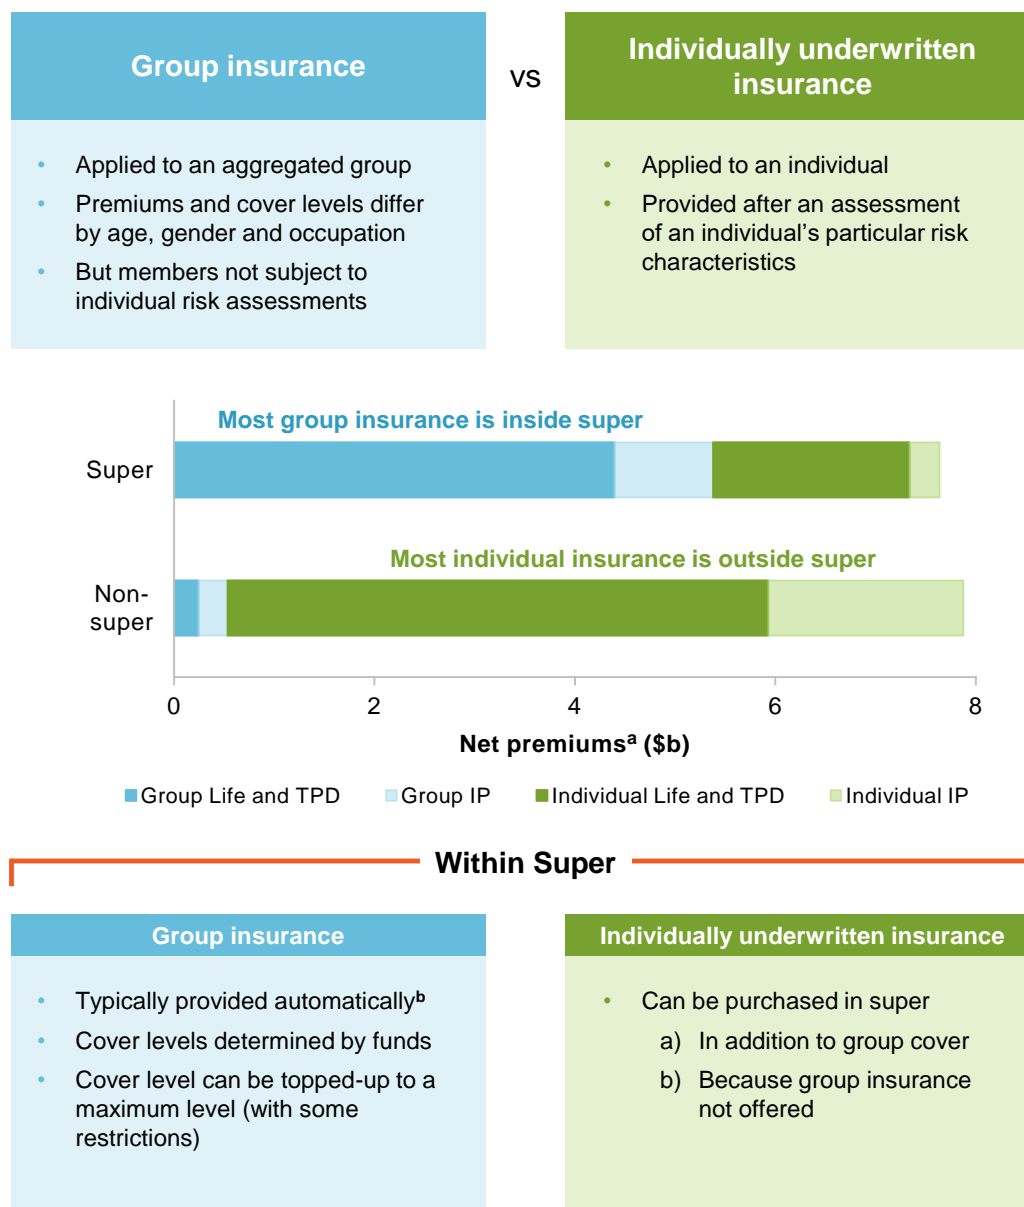 Group insurance
vs
Individually underwritten
insurance
• Applied to an aggregated group
• Premiums and cover levels differ
by age, gender and occupation
• But members not subject to
individual risk assessments
• Applied to an individual
• Provided after an assessment
of an individual's particular risk
characteristics
Most group insurance is inside super
Super
Most individual insurance is outside super
Non-
super
0 2 4 6 8
Net premiumsᵃ ($b)
Group Life and TPD Group IP Individual Life and TPD Individual IP
Within Super
Group insurance
• Typically provided automaticallyᵇ
• Cover levels determined by funds
• Cover level can be topped-up to a
maximum level (with some
restrictions)
Individually underwritten insurance
• Can be purchased in super
a) In addition to group cover
b) Because group insurance
not offered